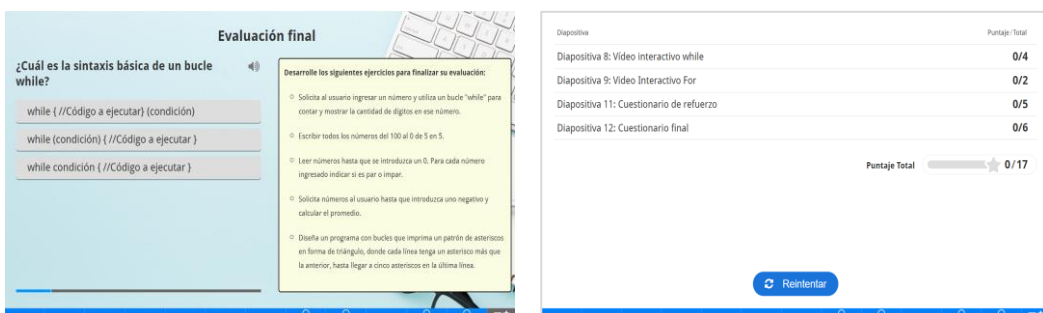 Evaluación final
¿Cuál es la sintaxis básica de un bucle
while?
while { //Código a ejecutar} (condición)
while (condición) { //Código a ejecutar }
while condición { //Código a ejecutar }
Desarrolle los siguientes ejercicios para finalizar su evaluación:
Solicita al usuario ingresar un número y utiliza un bucle "while" para
contar y mostrar la cantidad de dígitos en ese número.
Escribir todos los números del 100 al 0 de 5 en 5.
Leer números hasta que se introduzca un 0. Para cada número
ingresado indicar si es par o impar.
Solicita números al usuario hasta que introduzca uno negativo y
calcular el promedio.
Diseña un programa con bucles que imprima un patrón de asteriscos
en forma de triángulo, donde cada línea tenga un asterisco más que
la anterior, hasta llegar a cinco asteriscos en la última línea.
Diapositiva Puntaje/Total
Diapositiva 8: Vídeo interactivo while 0/4
Diapositiva 9: Video Interactivo For 0/2
Diapositiva 11: Cuestionario de refuerzo 0/5
Diapositiva 12: Cuestionario final 0/6
Puntaje Total 0/17
Reintentar